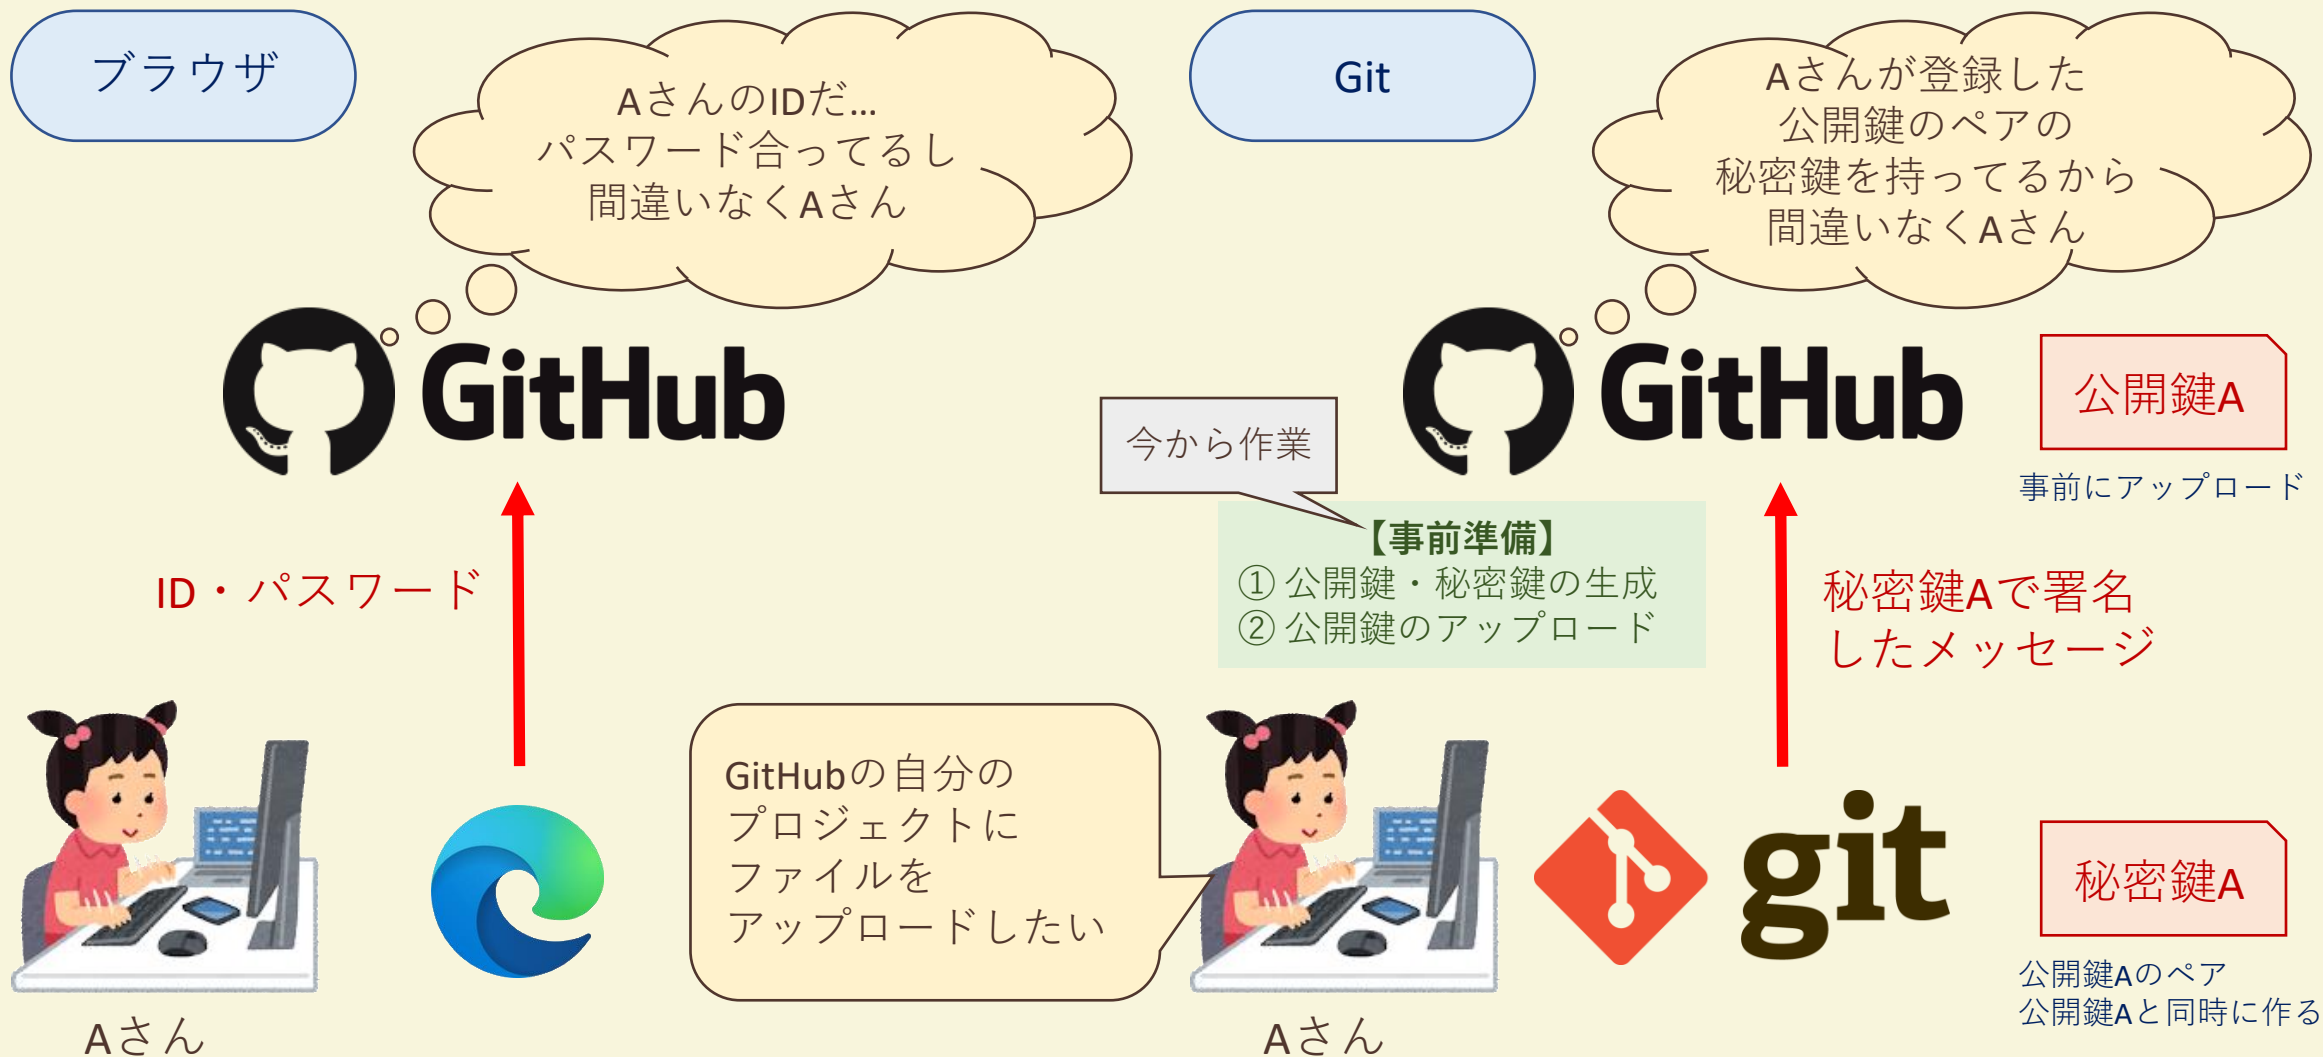 ブラウザ
AさんのIDだ…
パスワード合ってるし
間違いなくAさん
GitHub
ID・パスワード
Aさん
Git
Aさんが登録した
公開鍵のペアの
秘密鍵を持ってるから
間違いなくAさん
GitHub
公開鍵A
事前にアップロード
今から作業
【事前準備】
① 公開鍵・秘密鍵の生成
② 公開鍵のアップロード
秘密鍵Aで署名
したメッセージ
GitHubの自分の
プロジェクトに
ファイルを
アップロードしたい
Aさん
git
秘密鍵A
公開鍵Aのペア
公開鍵Aと同時に作る